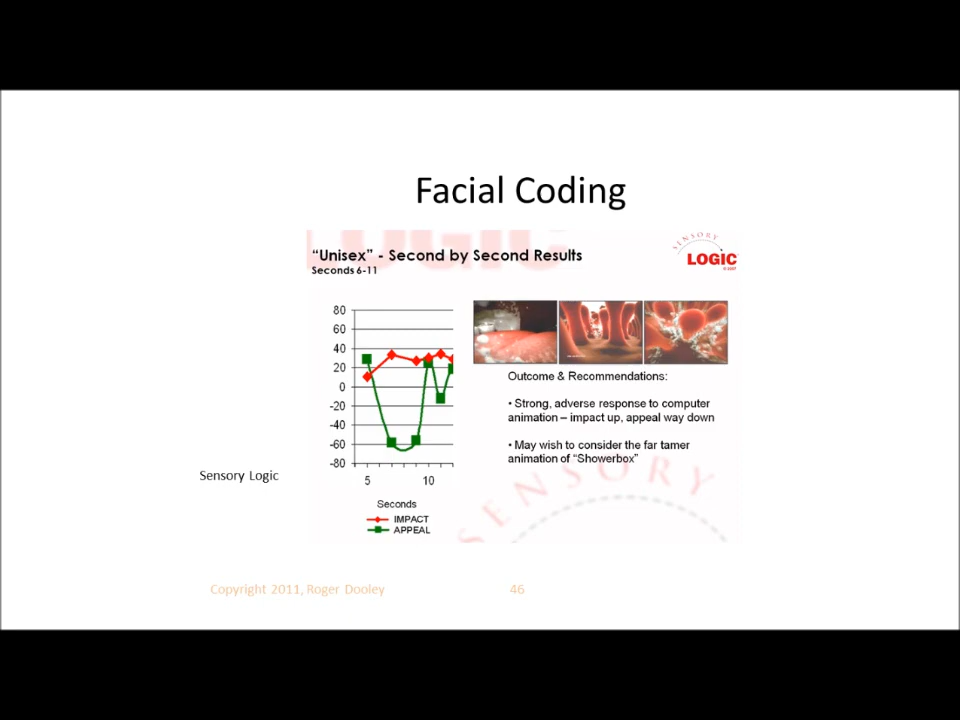 Facial Coding
LOGIC
“Unisex” - Second by Second Results
Seconds 6-11
SENSORY
LOGIC
80
60
40
20
0
-20
-40
-60
-80
5 10
Seconds
IMPACT
APPEAL
Outcome & Recommendations:
• Strong, adverse response to computer
animation – impact up, appeal way down
• May wish to consider the far tamer
animation of “Showerbox”
SENSORY
Sensory Logic
Copyright 2011, Roger Dooley
46